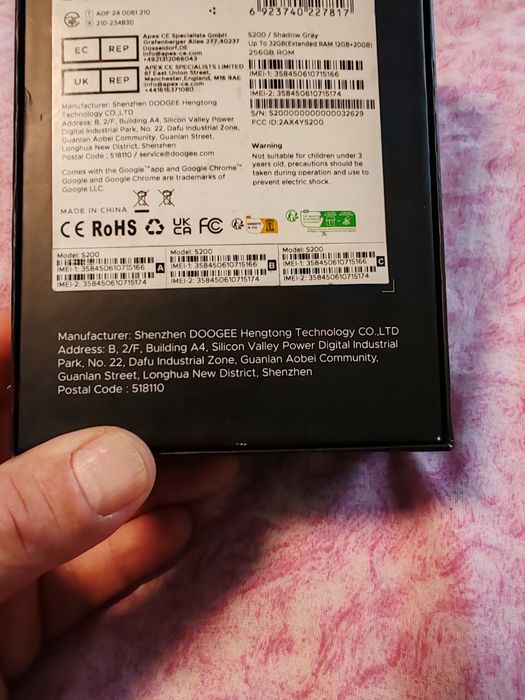 ADF 24 0061 210
210-234830
6 923740 227817
EC REP
Apex CE Specialists GmbH
Grafenberger Allee 277,40237
Düsseldorf,DE
Info@apex-ce.com
+4921312066043
UK REP
APEX CE SPECIALISTS LIMITED
6f East Union Street,
Manchester,England, M16 9AE
Info@apex-ce.com
+441616371080
Manufacturer: Shenzhen DOOGEE Hengtong
Technology CO.,LTD
Address: B, 2/F, Building A4, Silicon Valley Power
Digital Industrial Park, No. 22, Dafu Industrial Zone,
Guanlan Aobei Community, Guanlan Street,
Longhua New District, Shenzhen
Postal Code : 518110 / service@doogee.com
Comes with the Google™ app and Google Chrome™
Google and Google Chrome are trademarks of
Google LLC.
MADE IN CHINA
CE RoHS UK CA FC
S200 / Shadow Gray
Up To 32GB(Extended RAM 12GB+20GB)
256GB ROM
IMEI-1: 358450610715166
IMEI-2: 358450610715174
S/N: S200000000000032629
FCC ID: 2AX4YS200
Warning
Not suitable for children under 3
years old, precautions should be
taken during operation and use to
prevent electric shock.
Model: S200
IMEI-1: 358450610715166 A
IMEI-2: 358450610715174
Model: S200
IMEI-1: 358450610715166 B
IMEI-2: 358450610715174
Model: S200
IMEI-1: 358450610715166 C
IMEI-2: 358450610715174
Manufacturer: Shenzhen DOOGEE Hengtong Technology CO.,LTD
Address: B, 2/F, Building A4, Silicon Valley Power Digital Industrial
Park, No. 22, Dafu Industrial Zone, Guanlan Aobei Community,
Guanlan Street, Longhua New District, Shenzhen
Postal Code : 518110